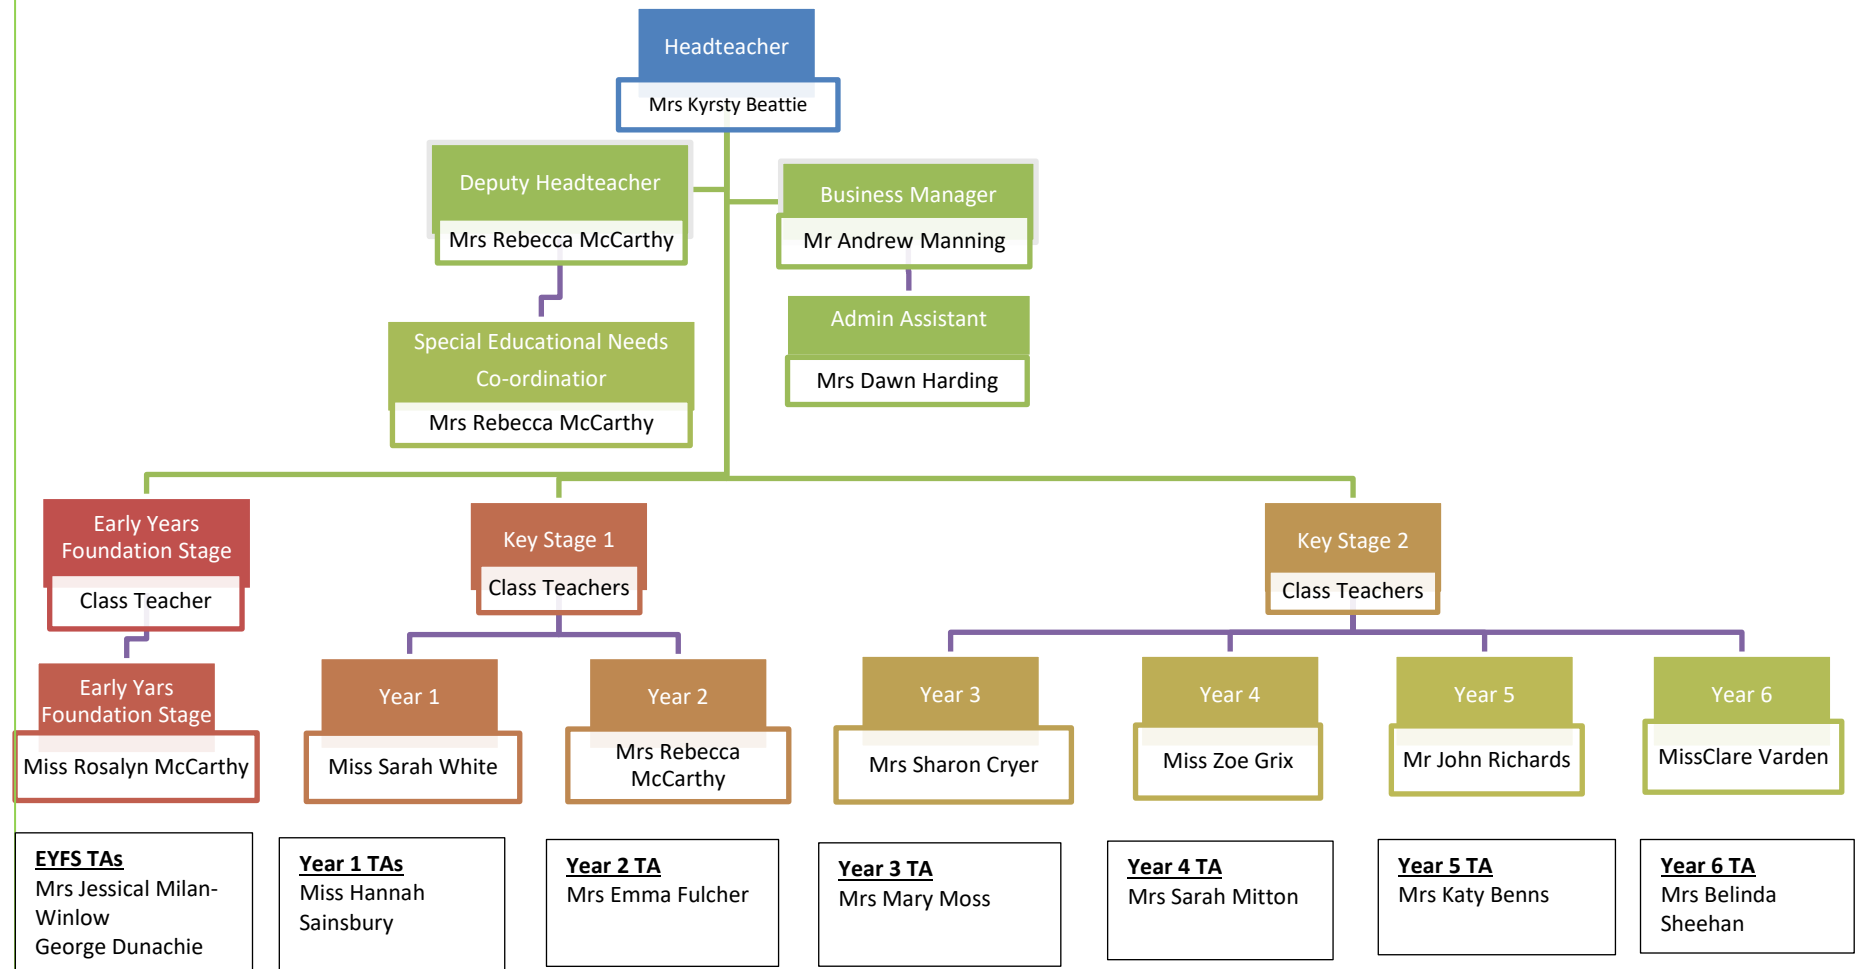 Headteacher
Mrs Kyrsty Beattie
Deputy Headteacher
Mrs Rebecca McCarthy
Business Manager
Mr Andrew Manning
Special Educational Needs
Co-ordinatior
Mrs Rebecca McCarthy
Admin Assistant
Mrs Dawn Harding
Early Years
Foundation Stage
Class Teacher
Key Stage 1
Class Teachers
Key Stage 2
Class Teachers
Early Yars
Foundation Stage
Miss Rosalyn McCarthy
Year 1
Miss Sarah White
Year 2
Mrs Rebecca
McCarthy
Year 3
Mrs Sharon Cryer
Year 4
Miss Zoe Grix
Year 5
Mr John Richards
Year 6
MissClare Varden
EYFS TAs
Mrs Jessical Milan-
Winlow
George Dunachie
Year 1 TAs
Miss Hannah
Sainsbury
Year 2 TA
Mrs Emma Fulcher
Year 3 TA
Mrs Mary Moss
Year 4 TA
Mrs Sarah Mitton
Year 5 TA
Mrs Katy Benns
Year 6 TA
Mrs Belinda
Sheehan